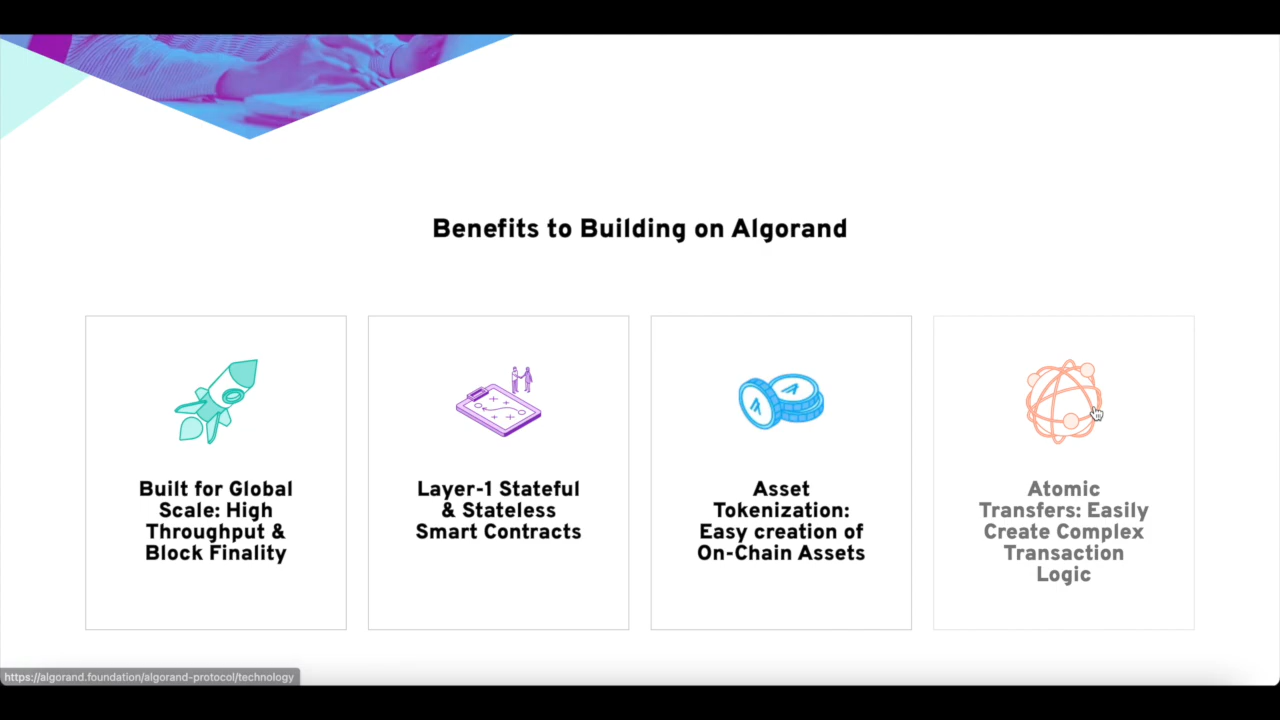 Benefits to Building on Algorand
Built for Global
Scale: High
Throughput &
Block Finality
Layer-1 Stateful
& Stateless
Smart Contracts
Asset
Tokenization:
Easy creation of
On-Chain Assets
Atomic
Transfers: Easily
Create Complex
Transaction
Logic
https://algorand.foundation/algorand-protocol/technology